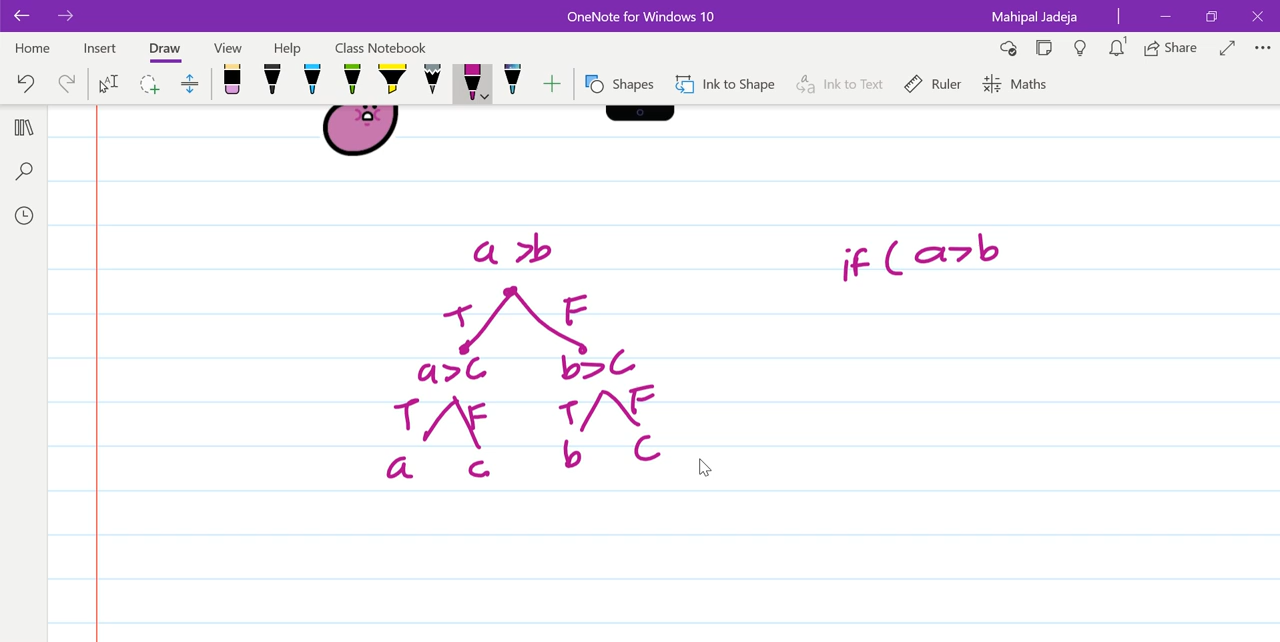 OneNote for Windows 10
Mahipal Jadeja
Home Insert Draw View Help Class Notebook
1 Share
Shapes Ink to Shape Ink to Text Ruler Maths
a >b
if ( a>b
T F
a>c b>c
T F T F
a c b c